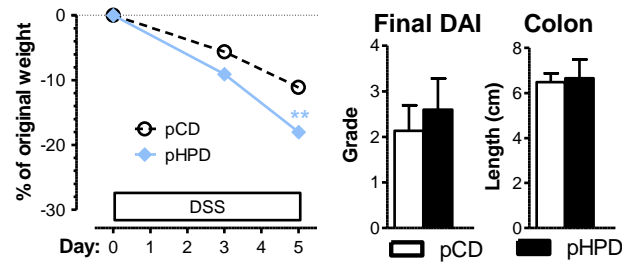 % of original weight
0
-10
-20
-30
pCD
pHPD
**
DSS
Day: 0 1 2 3 4 5
Final DAI
Grade
4
3
2
1
0
Colon
Length (cm)
8
6
4
2
0
pCD pHPD